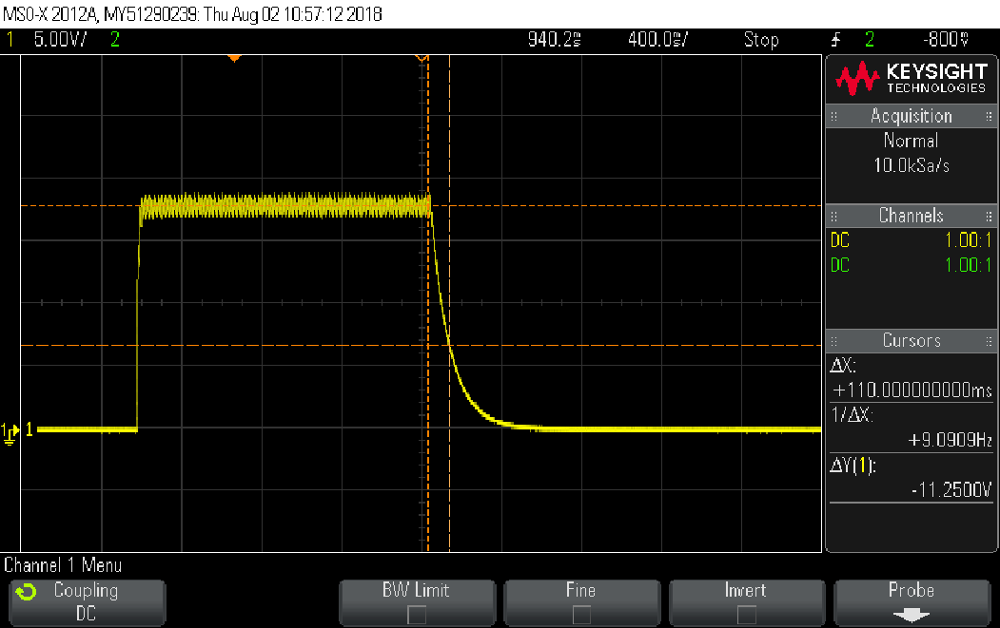 MSO-X 2012A, MY51290239: Thu Aug 02 10:57:12 2018
1 5.00V/ 2 940.2ms 400.0ms/ Stop 2 -800mV
KEYSIGHT
TECHNOLOGIES
Acquisition
Normal
10.0kSa/s
Channels
DC 1.00:1
DC 1.00:1
Cursors
ΔX:
+110.000000000ms
1/ΔX:
+9.0909Hz
ΔY(1):
-11.2500V
1 1
Channel 1 Menu
Coupling BW Limit Fine Invert Probe
DC